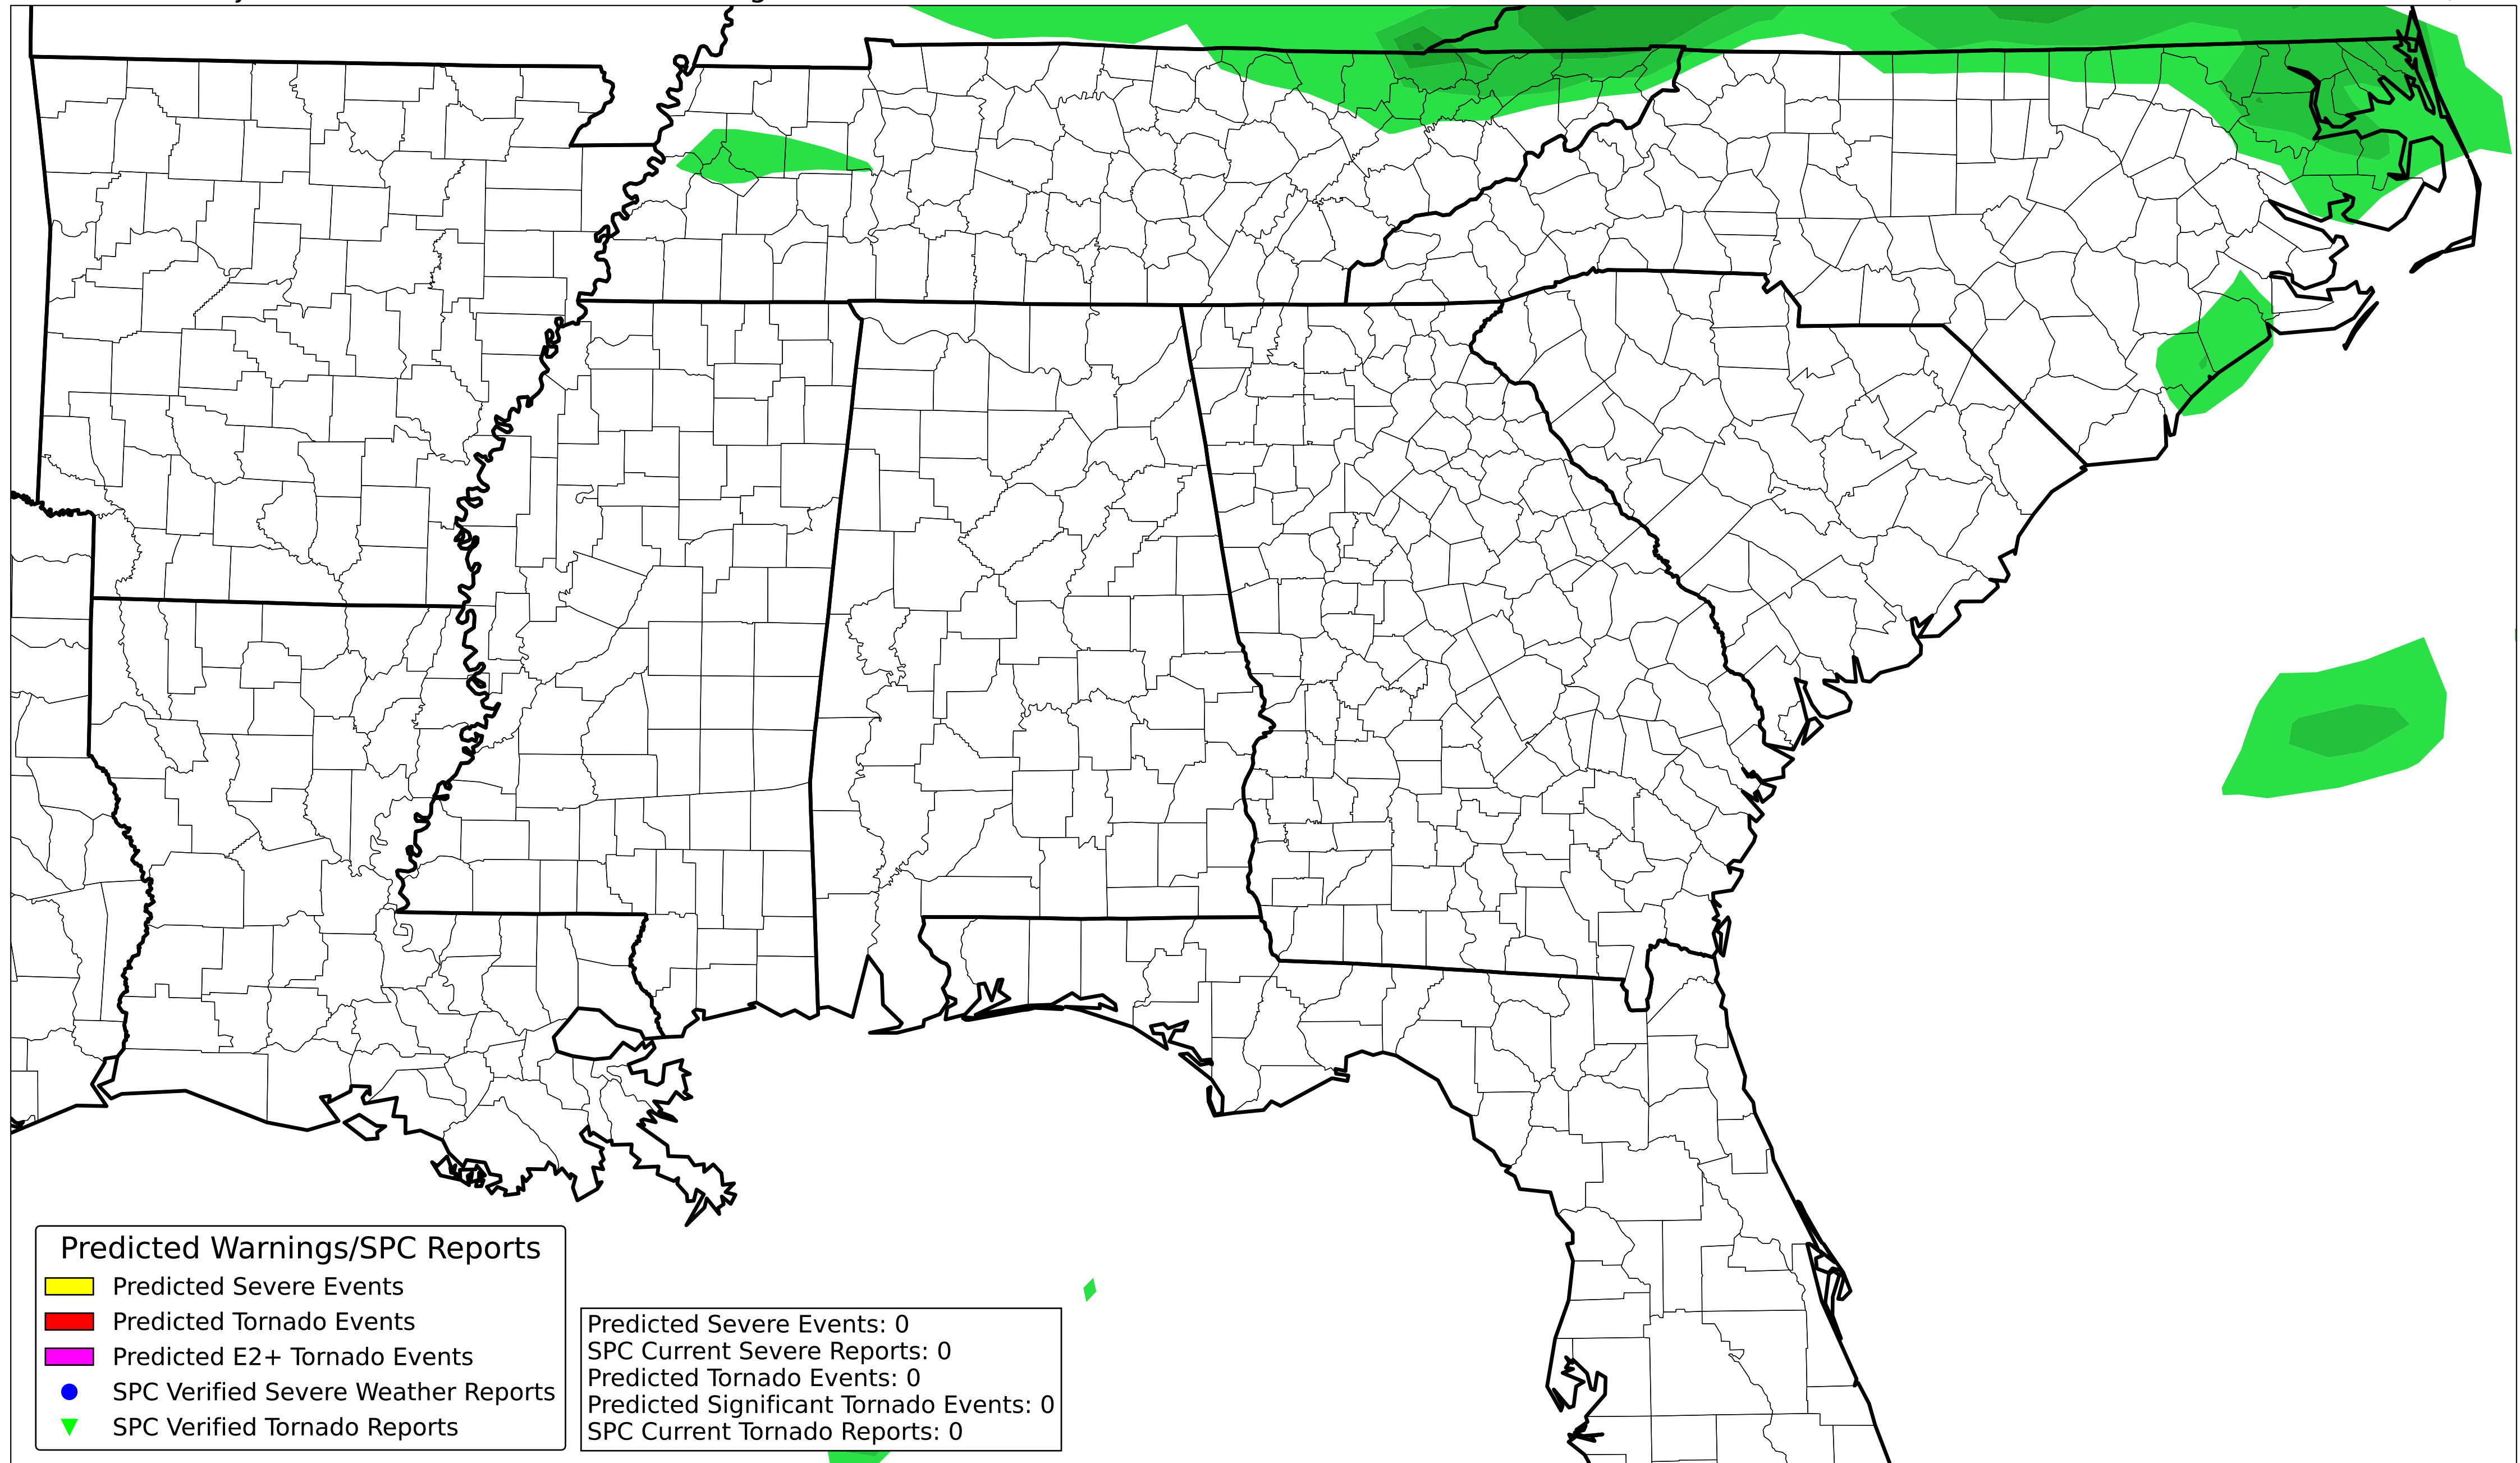 Predicted Warnings/SPC Reports
Predicted Severe Events
Predicted Tornado Events
Predicted E2+ Tornado Events
SPC Verified Severe Weather Reports
SPC Verified Tornado Reports
Predicted Severe Events: 0
SPC Current Severe Reports: 0
Predicted Tornado Events: 0
Predicted Significant Tornado Events: 0
SPC Current Tornado Reports: 0